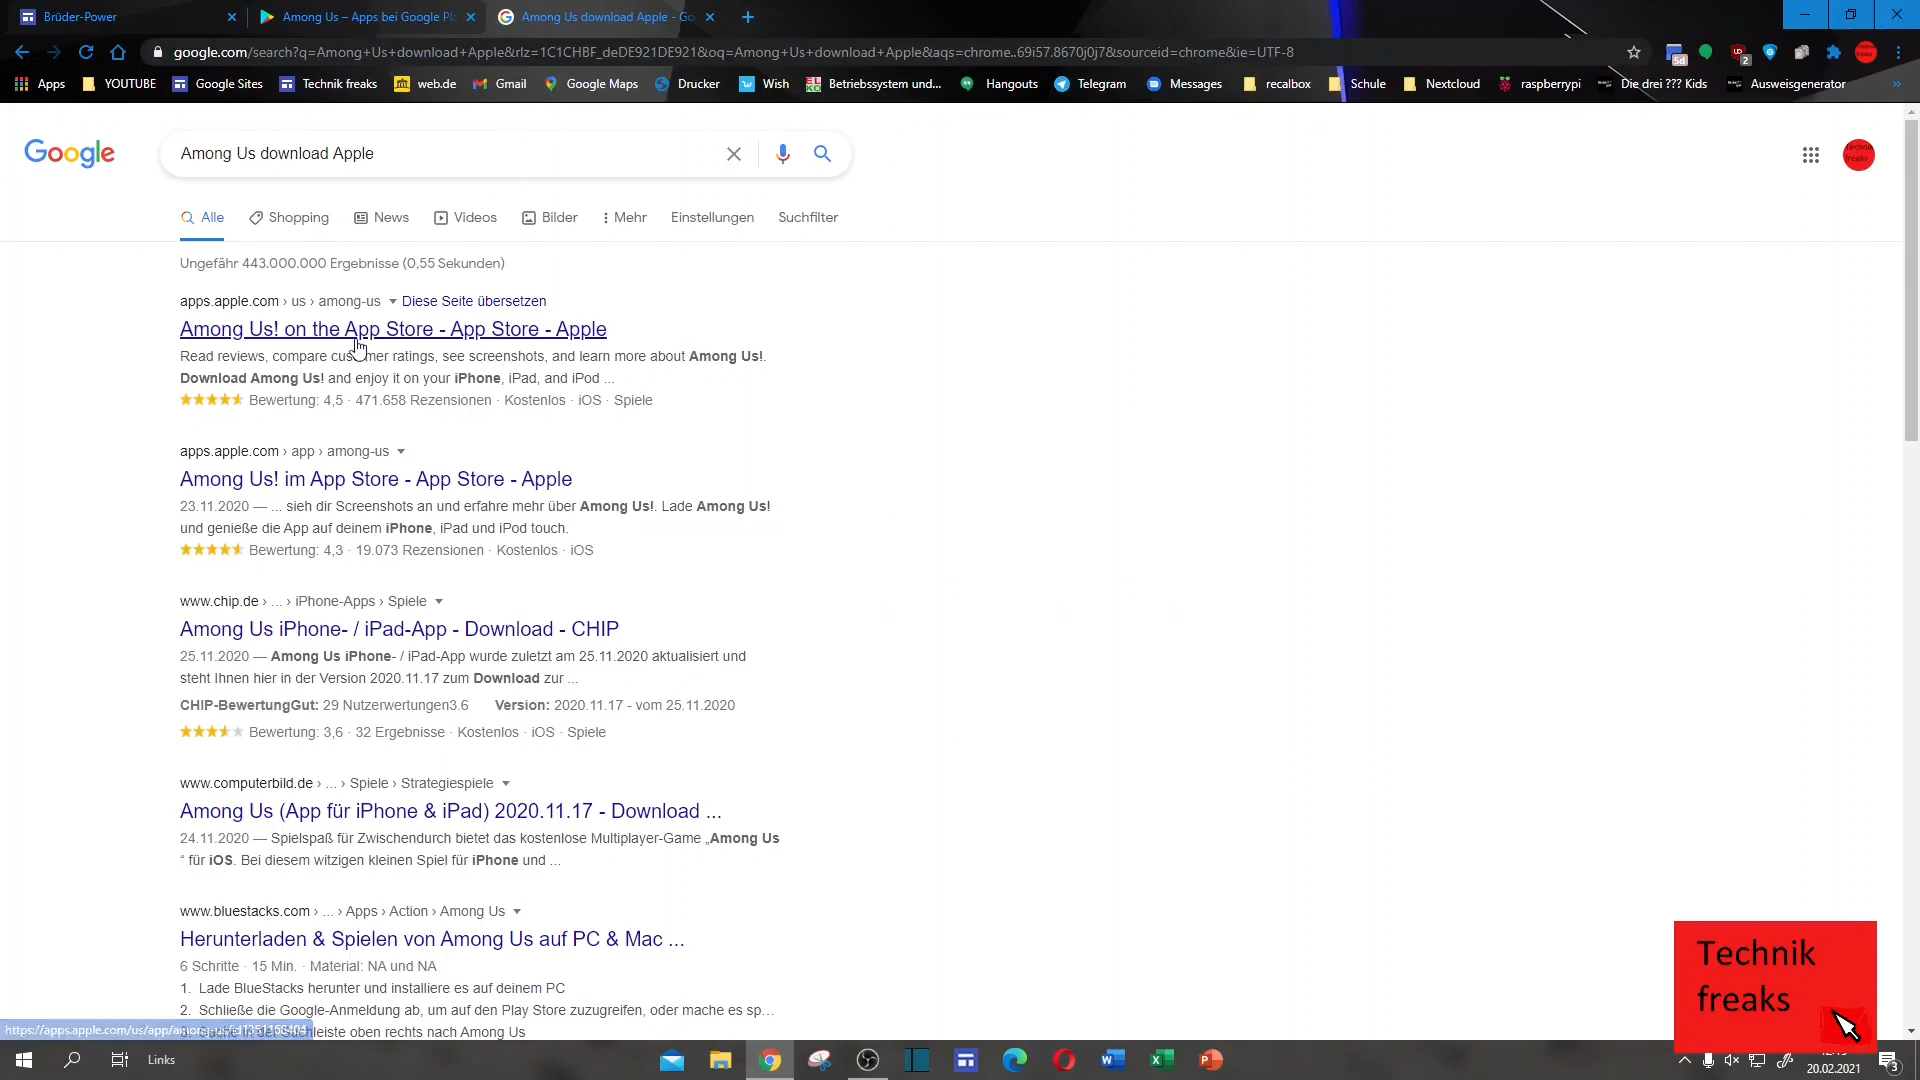 Brüder-Power
Among Us – Apps bei Google Pl
Among Us download Apple - Go
google.com/search?q=Among+Us+download+Apple&rlz=1C1CHBF_deDE921DE921&oq=Among+Us+download+Apple&aqs=chrome..69i57.8670j0j7&sourceid=chrome&ie=UTF-8
Apps YOUTUBE Google Sites Technik freaks web.de Gmail Google Maps Drucker Wish Betriebssystem und... Hangouts Telegram Messages recalbox Schule Nextcloud raspberrypi Die drei ??? Kids Ausweisgenerator »
Google
Among Us download Apple
Technik freaks
Alle Shopping News Videos Bilder Mehr Einstellungen Suchfilter
Ungefähr 443.000.000 Ergebnisse (0,55 Sekunden)
apps.apple.com › us › among-us Diese Seite übersetzen
Among Us! on the App Store - App Store - Apple
Read reviews, compare customer ratings, see screenshots, and learn more about Among Us!.
Download Among Us! and enjoy it on your iPhone, iPad, and iPod ...
Bewertung: 4,5 · 471.658 Rezensionen · Kostenlos · iOS · Spiele
apps.apple.com › app › among-us
Among Us! im App Store - App Store - Apple
23.11.2020 — ... sieh dir Screenshots an und erfahre mehr über Among Us!. Lade Among Us!
und genieße die App auf deinem iPhone, iPad und iPod touch.
Bewertung: 4,3 · 19.073 Rezensionen · Kostenlos · iOS
www.chip.de › ... › iPhone-Apps › Spiele
Among Us iPhone- / iPad-App - Download - CHIP
25.11.2020 — Among Us iPhone- / iPad-App wurde zuletzt am 25.11.2020 aktualisiert und
steht Ihnen hier in der Version 2020.11.17 zum Download zur ...
CHIP-BewertungGut: 29 Nutzerwertungen3.6 Version: 2020.11.17 - vom 25.11.2020
Bewertung: 3,6 · 32 Ergebnisse · Kostenlos · iOS · Spiele
www.computerbild.de › ... › Spiele › Strategiespiele
Among Us (App für iPhone & iPad) 2020.11.17 - Download ...
24.11.2020 — Spielspaß für Zwischendurch bietet das kostenlose Multiplayer-Game „Among Us
“ für iOS. Bei diesem witzigen kleinen Spiel für iPhone und ...
www.bluestacks.com › ... › Apps › Action › Among Us
Herunterladen & Spielen von Among Us auf PC & Mac ...
6 Schritte · 15 Min. · Material: NA und NA
1. Lade BlueStacks herunter und installiere es auf deinem PC
2. Schließe die Google-Anmeldung ab, um auf den Play Store zuzugreifen, oder mache es sp...
leiste oben rechts nach Among Us
https://apps.apple.com/us/app/among-us/id1351168404
Technik
freaks
Links
20.02.2021
3